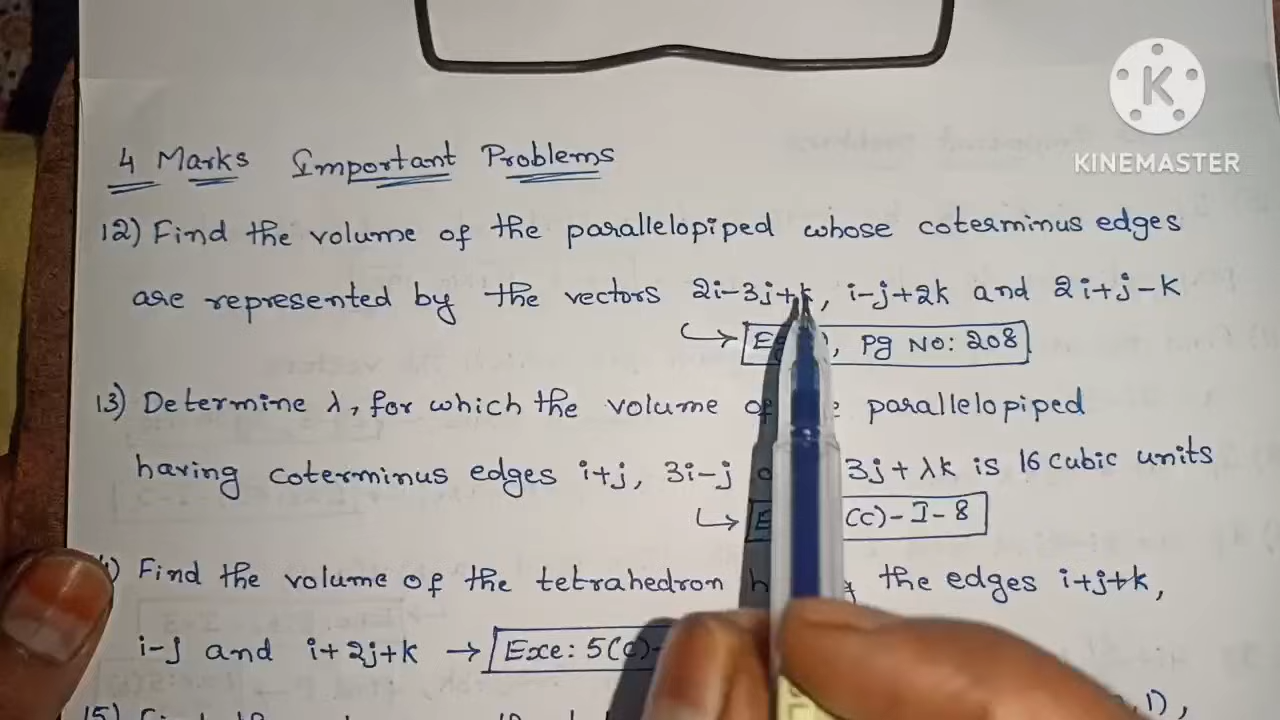 K
KINEMASTER
4 Marks Important Problems
12) Find the volume of the parallelopiped whose coterminus edges
are represented by the vectors 2i-3j+k, i-j+2k and 2i+j-k
Pg NO: 208
13) Determine λ, for which the volume of parallelopiped
having coterminus edges i+j, 3i-j 3j+λk is 16 cubic units
(C)-I-8
Find the volume of the tetrahedron the edges i+j+k,
i-j and i+2j+k → Exe: 5(C)-
15)